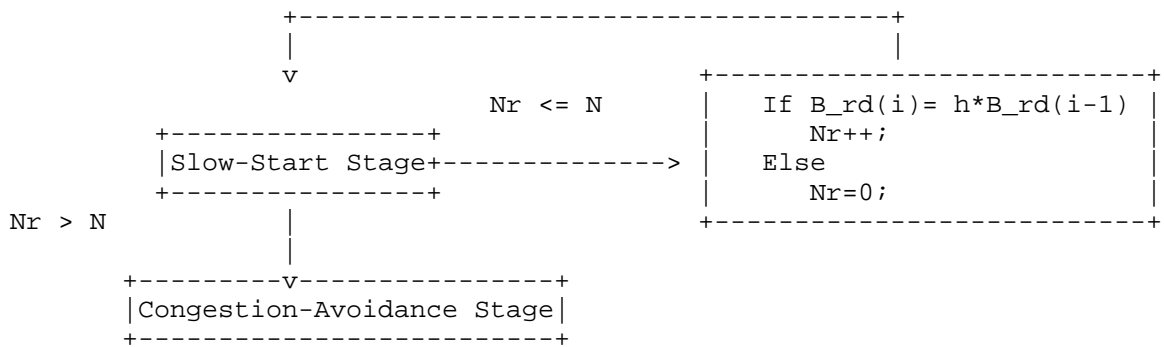 Nr <= N
If B_rd(i)= h*B_rd(i-1)
Nr++;
Else
Nr=0;
Slow-Start Stage
Nr > N
Congestion-Avoidance Stage